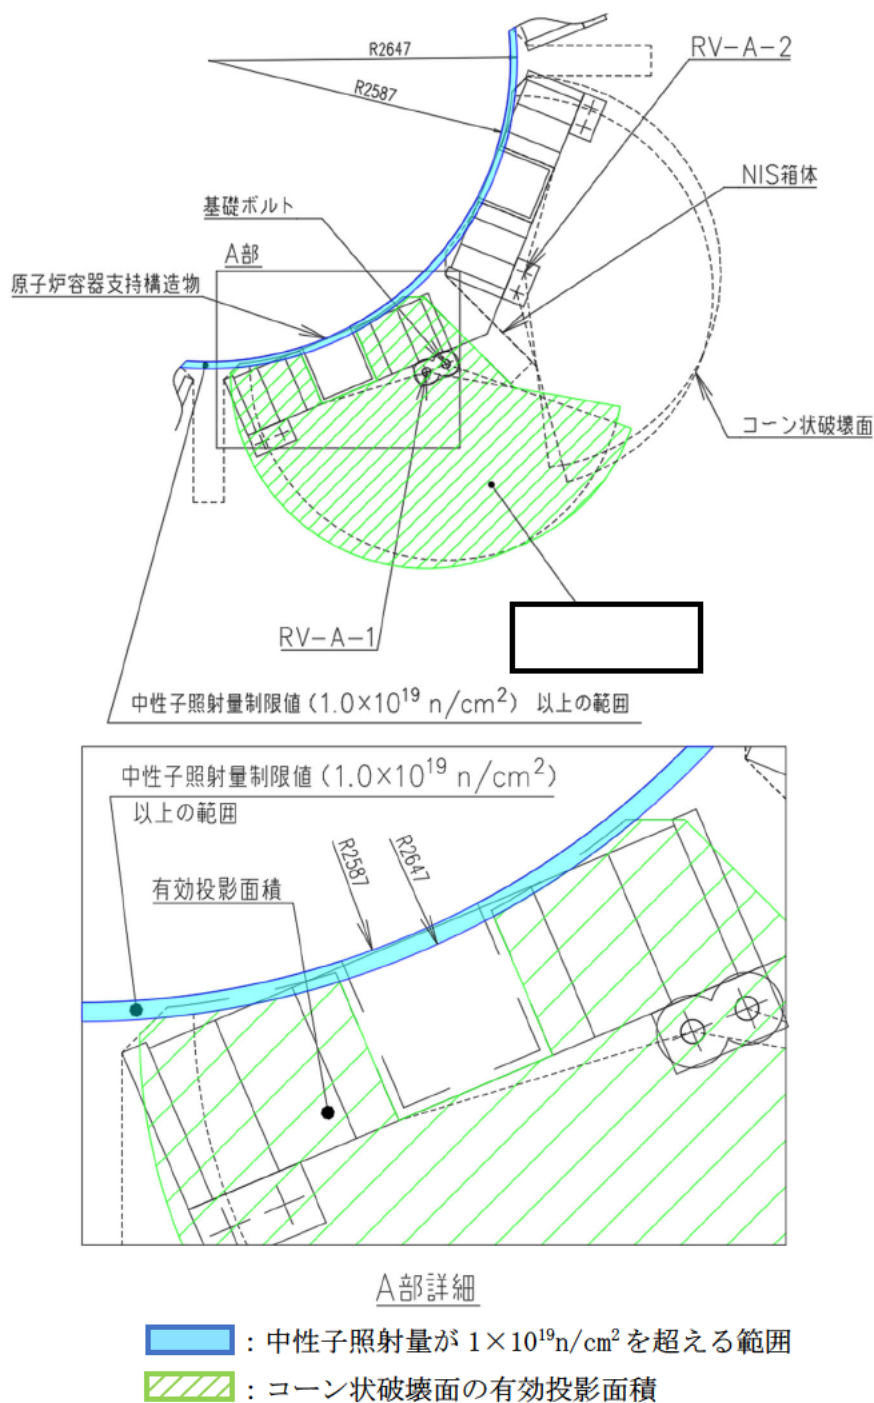 R2647
R2587
RV-A-2
NIS箱体
基礎ボルト
A部
原子炉容器支持構造物
コーン状破壊面
RV-A-1
中性子照射量制限値（1.0×10¹⁹ n/cm²） 以上の範囲
中性子照射量制限値（1.0×10¹⁹ n/cm²）
以上の範囲
R2587
R2647
有効投影面積
A部詳細
：中性子照射量が 1×10¹⁹n/cm²を超える範囲
：コーン状破壊面の有効投影面積